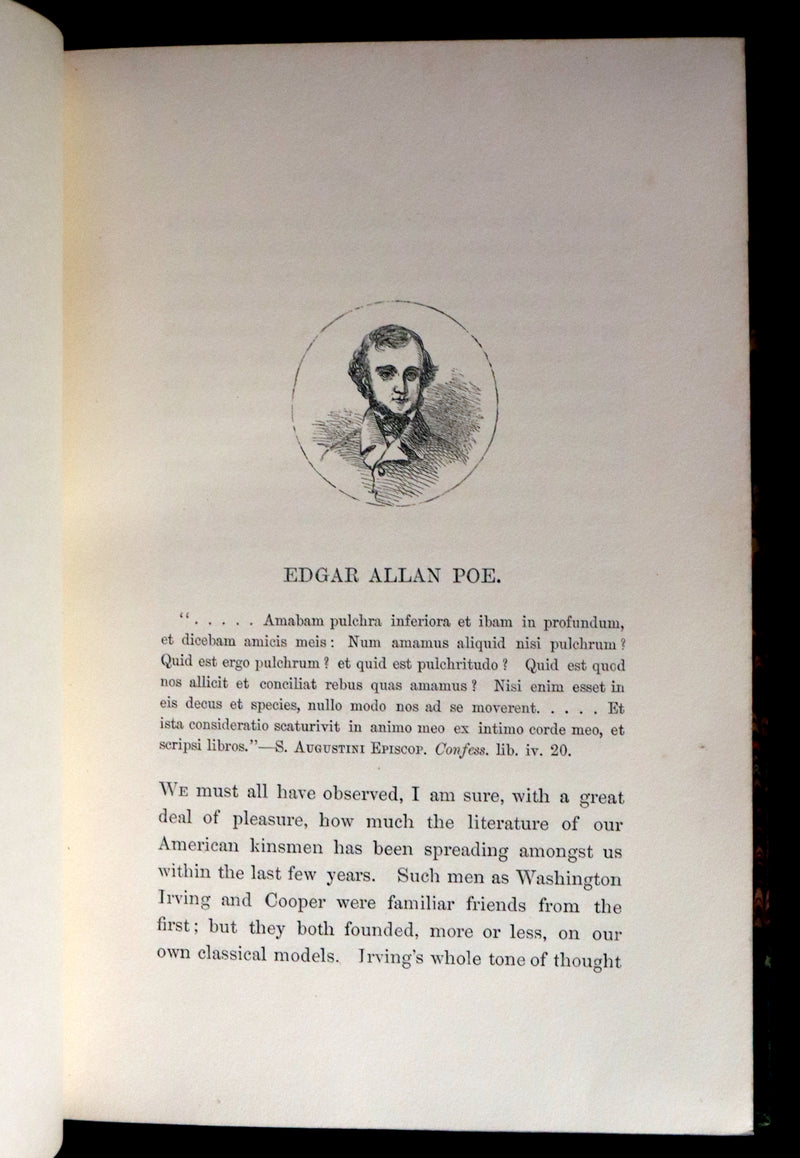 EDGAR ALLAN POE.
“. . . . . Amabam pulchra inferiora et ibam in profundum,
et dicebam amicis meis: Num amamus aliquid nisi pulchrum?
Quid est ergo pulchrum? et quid est pulchritudo? Quid est quod
nos allicit et conciliat rebus quas amamus? Nisi enim esset in
eis decus et species, nullo modo nos ad se moverent. . . . . Et
ista consideratio scaturivit in animo meo ex intimo corde meo, et
scripsi libros.”—S. AUGUSTINI EPISCOP. Confess. lib. iv. 20.
WE must all have observed, I am sure, with a great
deal of pleasure, how much the literature of our
American kinsmen has been spreading amongst us
within the last few years. Such men as Washington
Irving and Cooper were familiar friends from the
first; but they both founded, more or less, on our
own classical models. Irving's whole tone of thought